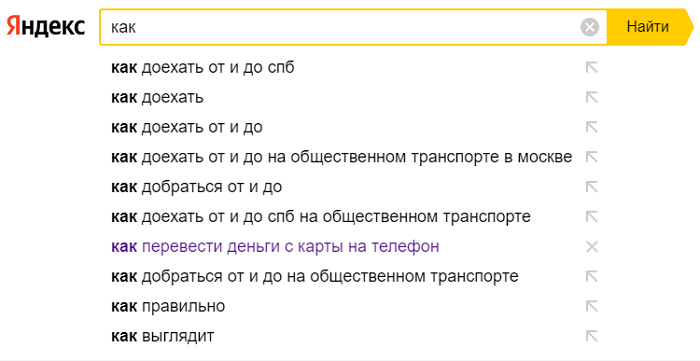 Яндекс как Найти
как доехать от и до спб
как доехать
как доехать от и до
как доехать от и до на общественном транспорте в москве
как добраться от и до
как доехать от и до спб на общественном транспорте
как перевести деньги с карты на телефон
как добраться от и до на общественном транспорте
как правильно
как выглядит